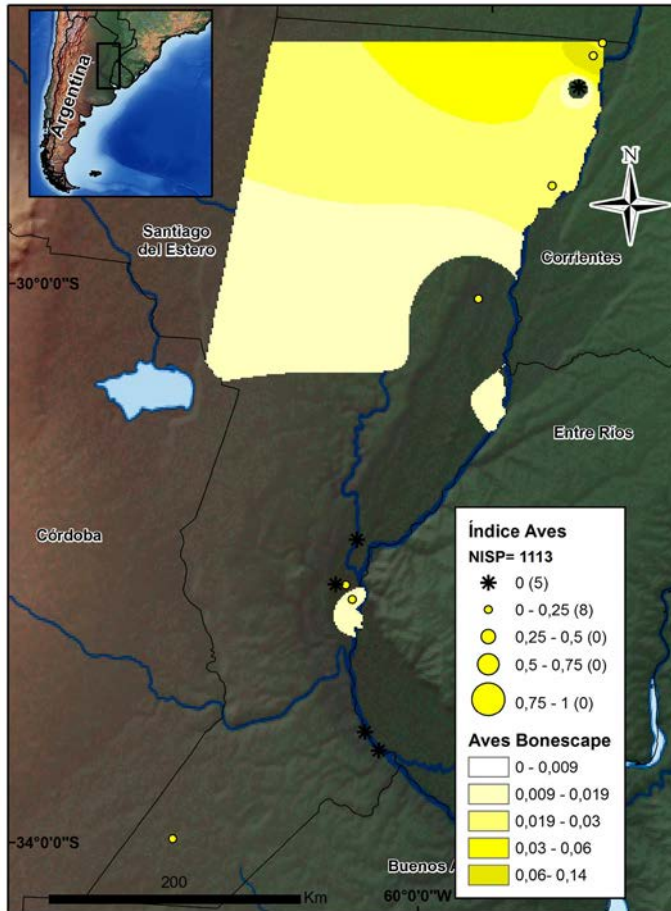 Argentina
N
Santiago
del Estero
Corrientes
30°0'0"S
Entre Ríos
Córdoba
Índice Aves
NISP= 1113
0 (5)
0 - 0,25 (8)
0,25 - 0,5 (0)
0,5 - 0,75 (0)
0,75 - 1 (0)
Aves Bonescape
0 - 0,009
0,009 - 0,019
0,019 - 0,03
0,03 - 0,06
0,06- 0,14
34°0'0"S
Buenos A
200
Km
60°0'0"W